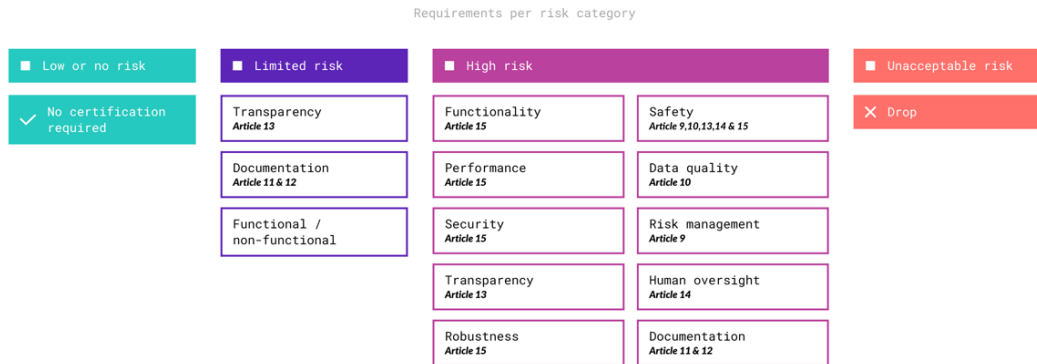 Requirements per risk category
Low or no risk
No certification
required
Limited risk
Transparency
Article 13
Documentation
Article 11 & 12
Functional /
non-functional
High risk
Functionality
Article 15
Performance
Article 15
Security
Article 15
Transparency
Article 13
Robustness
Article 15
Safety
Article 9,10,13,14 & 15
Data quality
Article 10
Risk management
Article 9
Human oversight
Article 14
Documentation
Article 11 & 12
Unacceptable risk
Drop